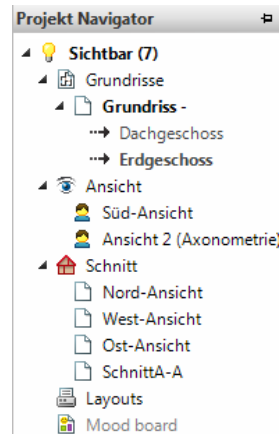 Projekt Navigator
Sichtbar (7)
Grundrisse
Grundriss -
Dachgeschoss
Erdgeschoss
Ansicht
Süd-Ansicht
Ansicht 2 (Axonometrie)
Schnitt
Nord-Ansicht
West-Ansicht
Ost-Ansicht
SchnittA-A
Layouts
Mood board